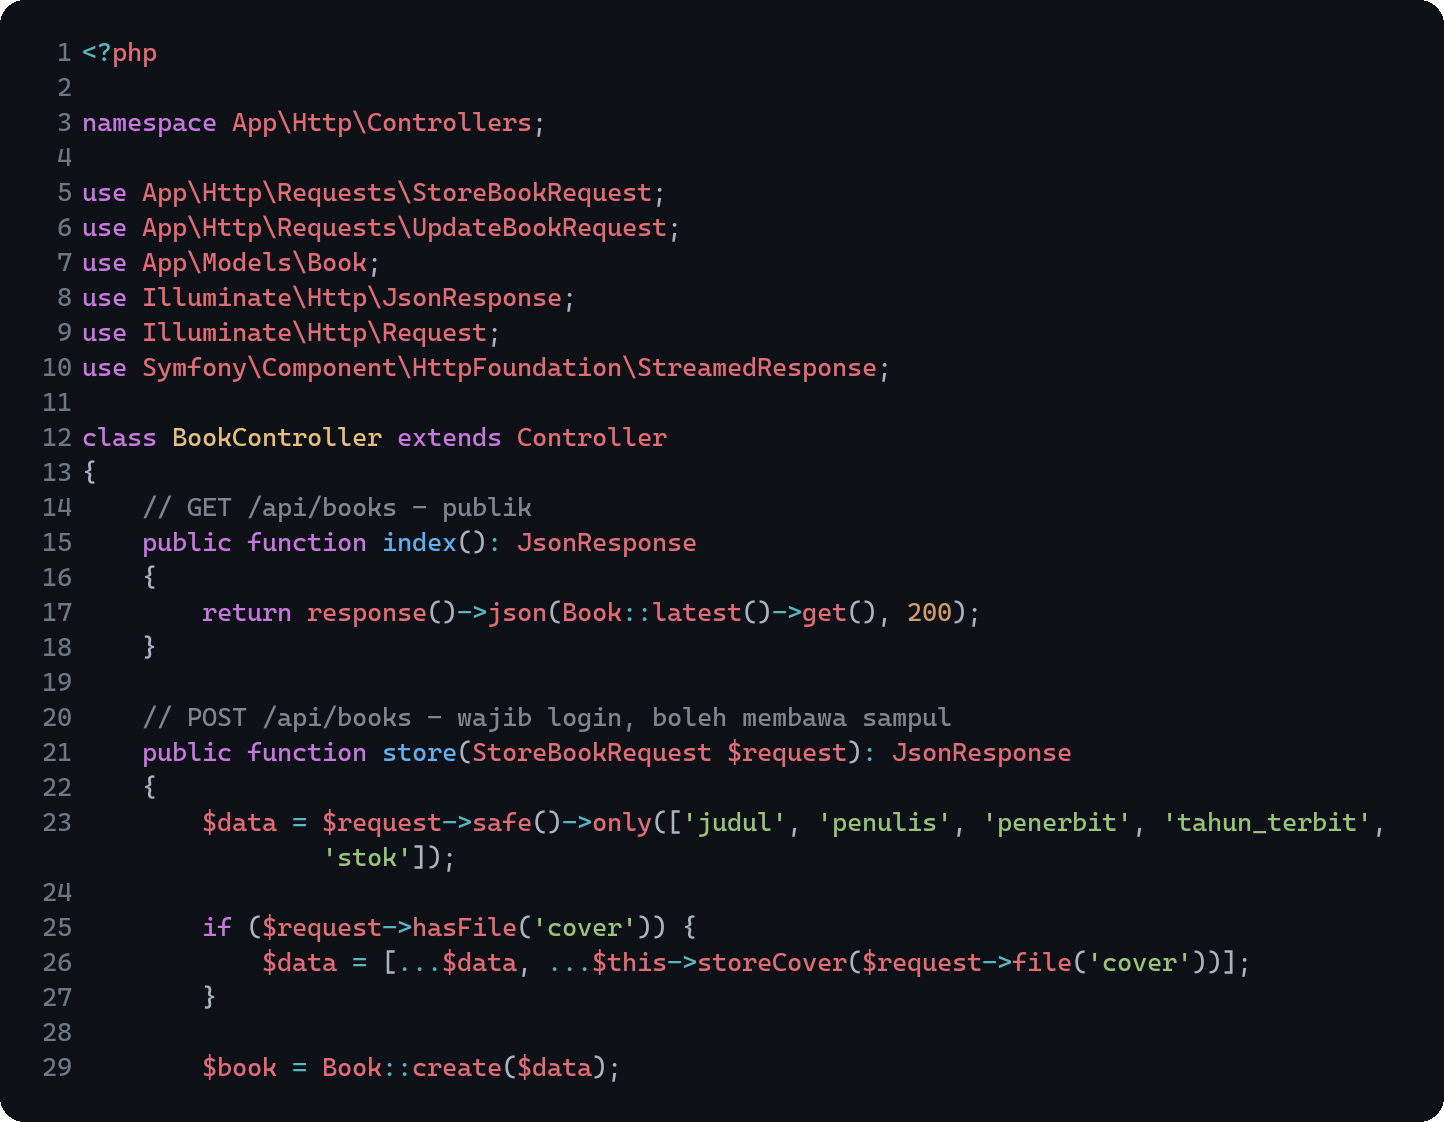 1 <?php
2
3 namespace App\Http\Controllers;
4
5 use App\Http\Requests\StoreBookRequest;
6 use App\Http\Requests\UpdateBookRequest;
7 use App\Models\Book;
8 use Illuminate\Http\JsonResponse;
9 use Illuminate\Http\Request;
10 use Symfony\Component\HttpFoundation\StreamedResponse;
11
12 class BookController extends Controller
13 {
14     // GET /api/books - publik
15     public function index(): JsonResponse
16     {
17         return response()->json(Book::latest()->get(), 200);
18     }
19
20     // POST /api/books - wajib login, boleh membawa sampul
21     public function store(StoreBookRequest $request): JsonResponse
22     {
23         $data = $request->safe()->only(['judul', 'penulis', 'penerbit', 'tahun_terbit',
                'stok']);
24
25         if ($request->hasFile('cover')) {
26             $data = [...$data, ...$this->storeCover($request->file('cover'))];
27         }
28
29         $book = Book::create($data);